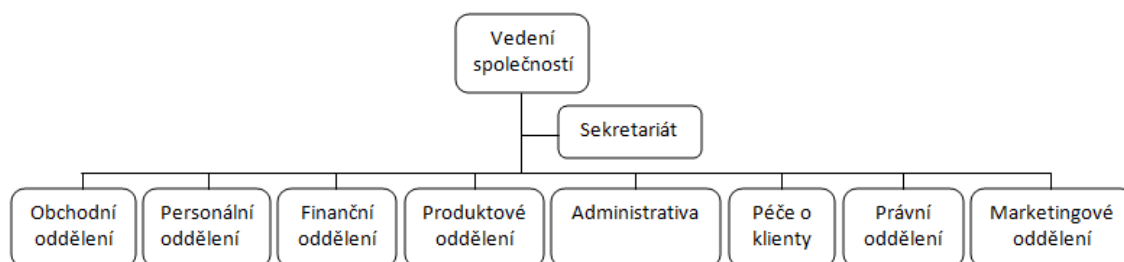 Vedení
společností
Sekretariát
Obchodní
oddělení
Personální
oddělení
Finanční
oddělení
Produktové
oddělení
Administrativa
Péče o
klienty
Právní
oddělení
Marketingové
oddělení